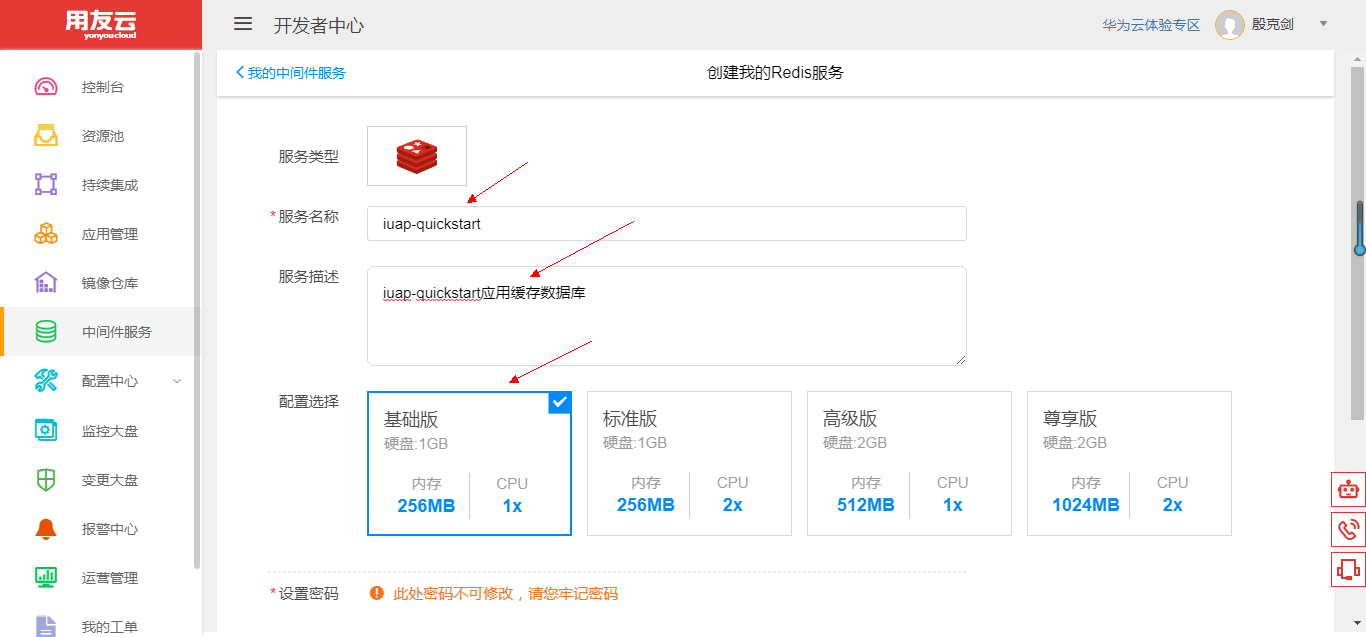 用友云
yonyoucloud
开发者中心
华为云体验专区
殷克剑
控制台
资源池
持续集成
应用管理
镜像仓库
中间件服务
配置中心
监控大盘
变更大盘
报警中心
运营管理
我的工单
我的中间件服务
创建我的Redis服务
服务类型
*服务名称
iuap-quickstart
服务描述
iuap-quickstart应用缓存数据库
配置选择
基础版
硬盘:1GB
内存 CPU
256MB 1x
标准版
硬盘:1GB
内存 CPU
256MB 2x
高级版
硬盘:2GB
内存 CPU
512MB 1x
尊享版
硬盘:2GB
内存 CPU
1024MB 2x
*设置密码
此处密码不可修改，请您牢记密码